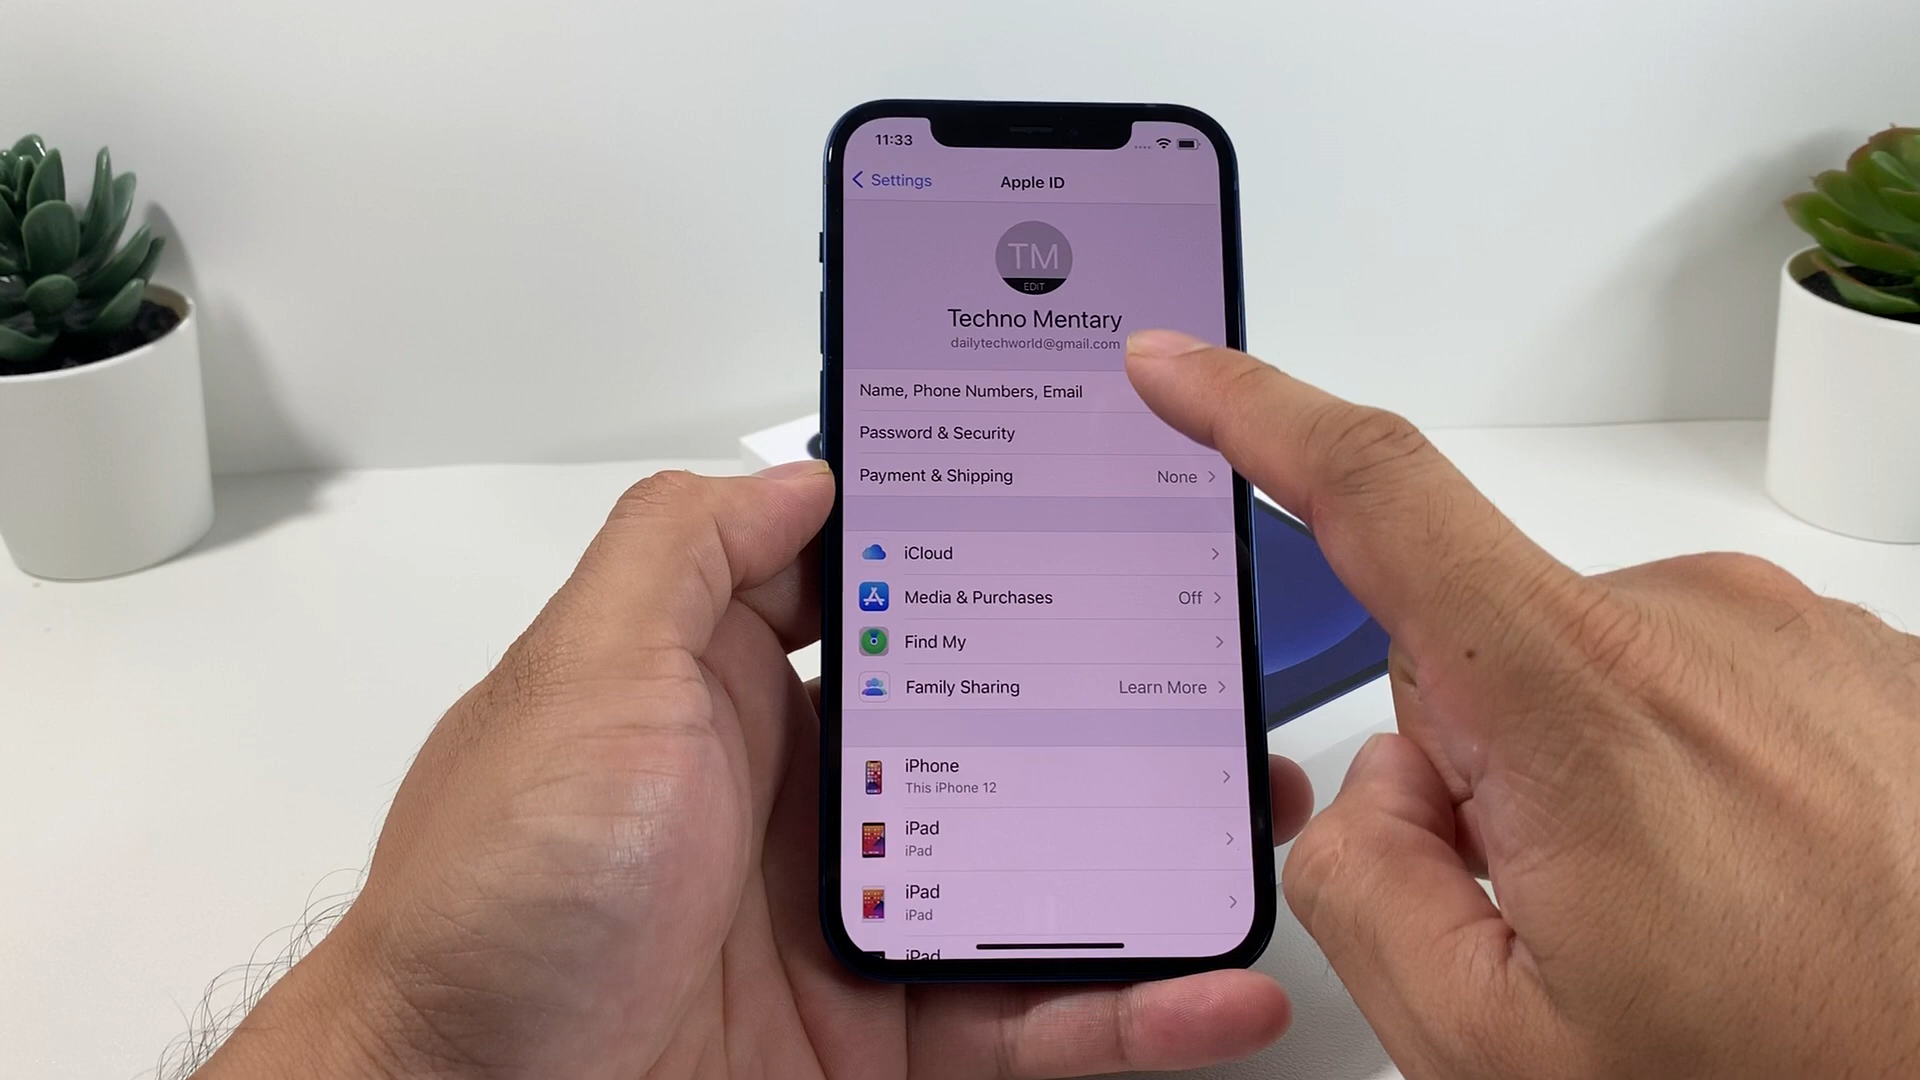 11:33
Settings
Apple ID
TM
EDIT
Techno Mentary
dailytechworld@gmail.com
Name, Phone Numbers, Email
Password & Security
Payment & Shipping None
iCloud
Media & Purchases Off
Find My
Family Sharing Learn More
iPhone
This iPhone 12
iPad
iPad
iPad
iPad
iPad